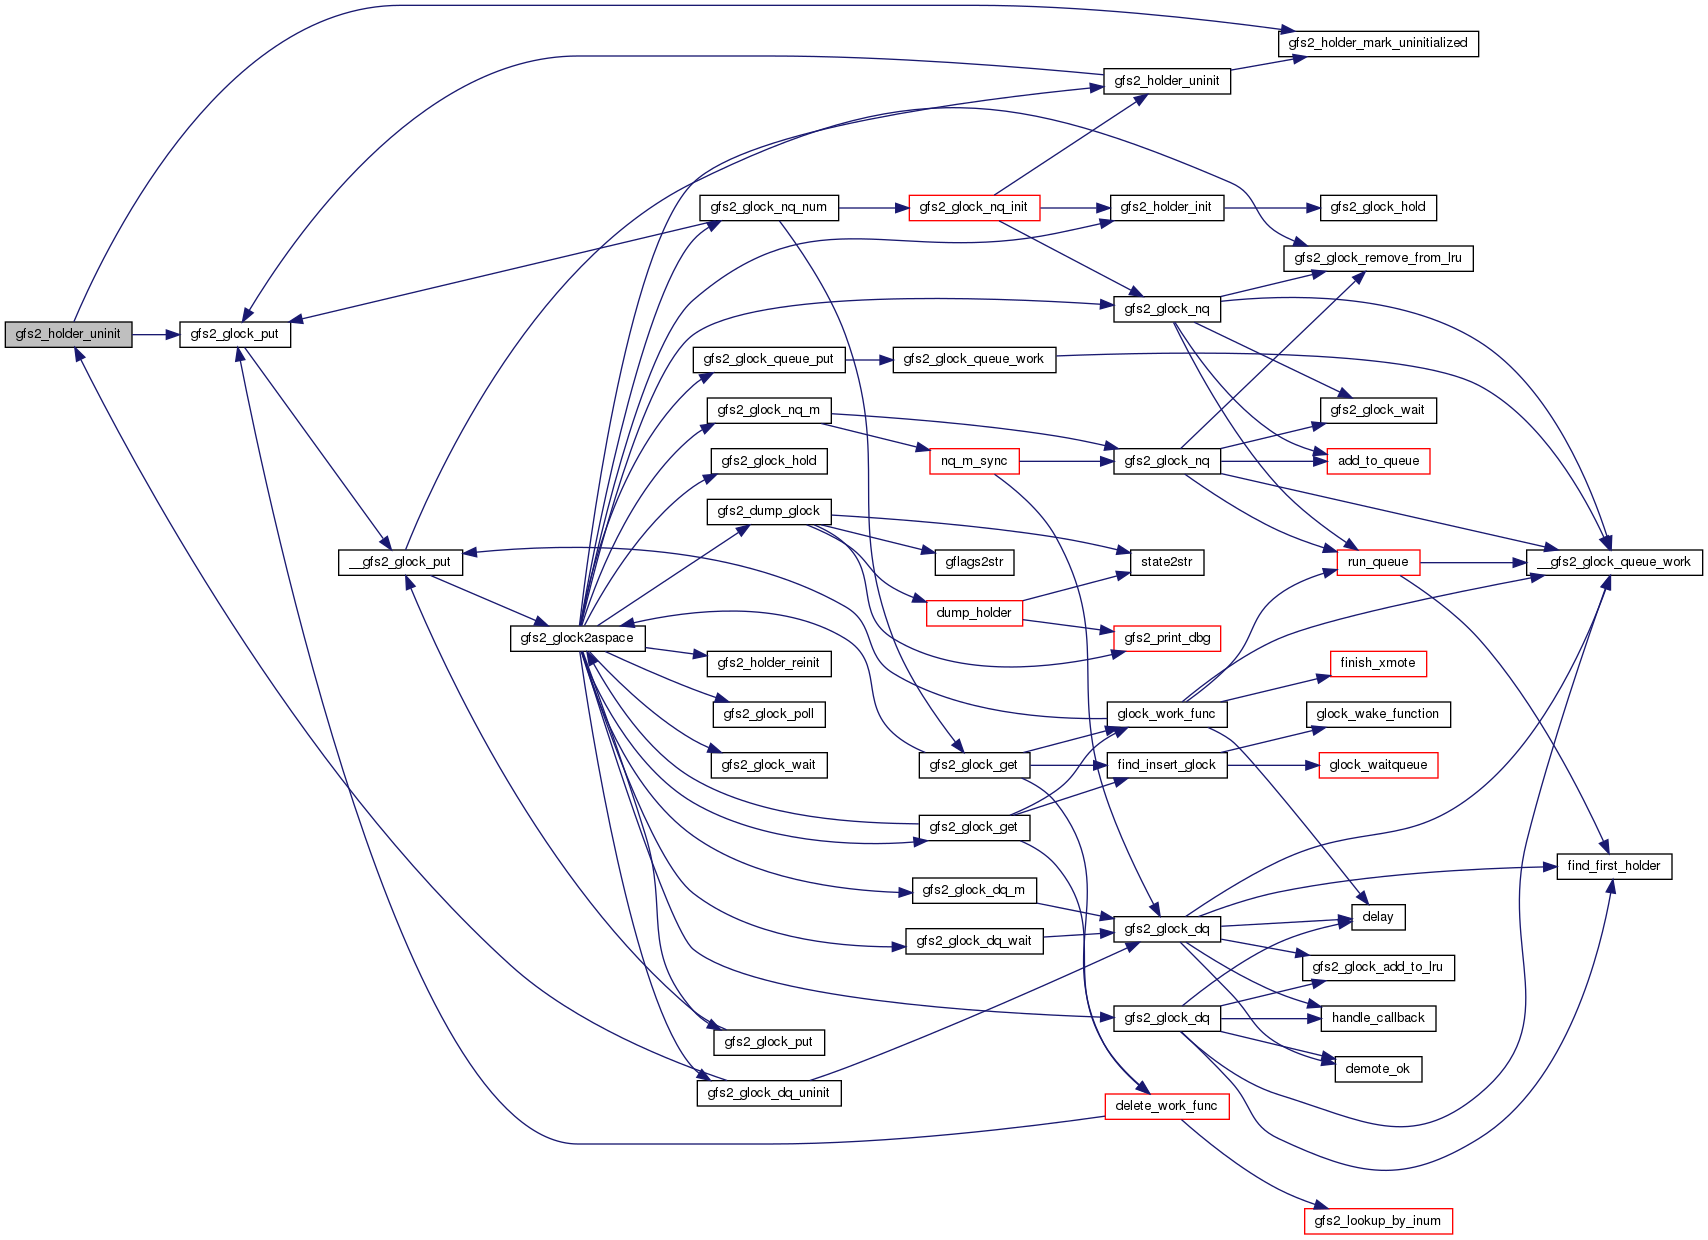 gfs2_holder_mark_uninitialized
gfs2_holder_uninit
gfs2_glock_nq_num
gfs2_glock_nq_init
gfs2_holder_init
gfs2_glock_hold
gfs2_glock_remove_from_lru
gfs2_glock_nq
gfs2_holder_uninit
gfs2_glock_put
gfs2_glock_queue_put
gfs2_glock_queue_work
gfs2_glock_nq_m
gfs2_glock_wait
gfs2_glock_hold
nq_m_sync
gfs2_glock_nq
add_to_queue
gfs2_dump_glock
__gfs2_glock_put
gflags2str
state2str
run_queue
__gfs2_glock_queue_work
dump_holder
gfs2_glock2aspace
gfs2_print_dbg
gfs2_holder_reinit
finish_xmote
gfs2_glock_poll
glock_work_func
glock_wake_function
gfs2_glock_wait
gfs2_glock_get
find_insert_glock
glock_waitqueue
gfs2_glock_get
find_first_holder
gfs2_glock_dq_m
delay
gfs2_glock_dq
gfs2_glock_dq_wait
gfs2_glock_add_to_lru
gfs2_glock_dq
handle_callback
gfs2_glock_put
demote_ok
gfs2_glock_dq_uninit
delete_work_func
gfs2_lookup_by_inum